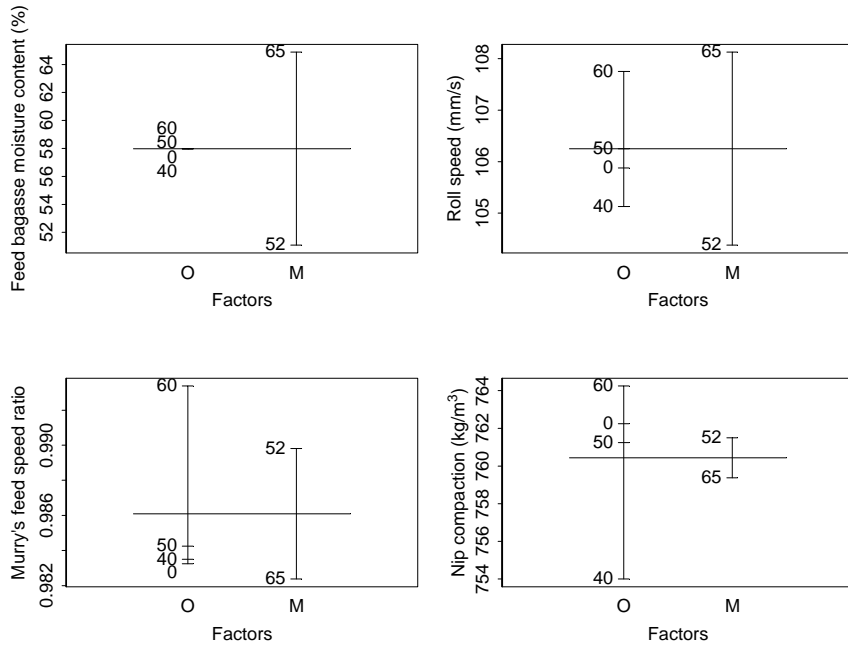 Feed bagasse moisture content (%)
64
62
60
58
56
54
52
60
50
0
40
65
52
O
M
Factors
Roll speed (mm/s)
108
107
106
105
60
50
0
40
65
52
O
M
Factors
Murry's feed speed ratio
0.990
0.986
0.982
60
50
40
0
52
65
O
M
Factors
Nip compaction (kg/m³)
764
762
760
758
756
754
60
0
50
40
52
65
O
M
Factors